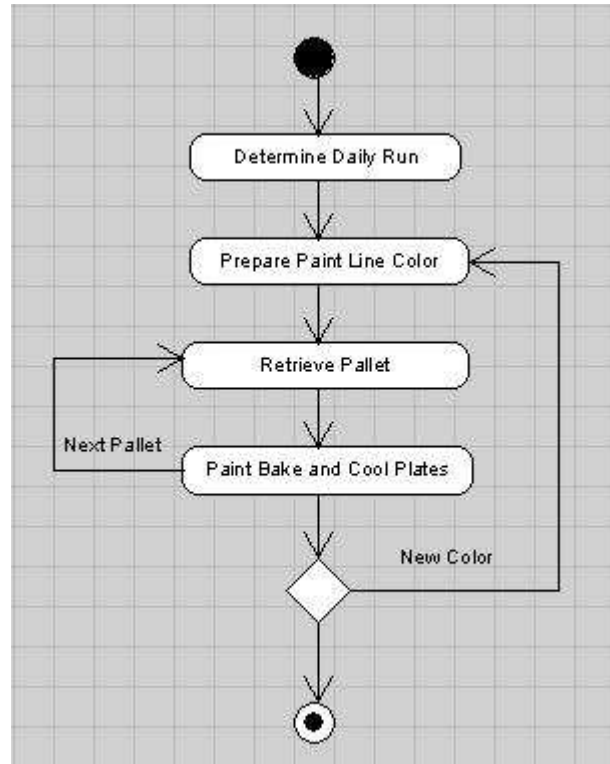 Determine Daily Run
Prepare Paint Line Color
Retrieve Pallet
Next Pallet
Paint Bake and Cool Plates
New Color